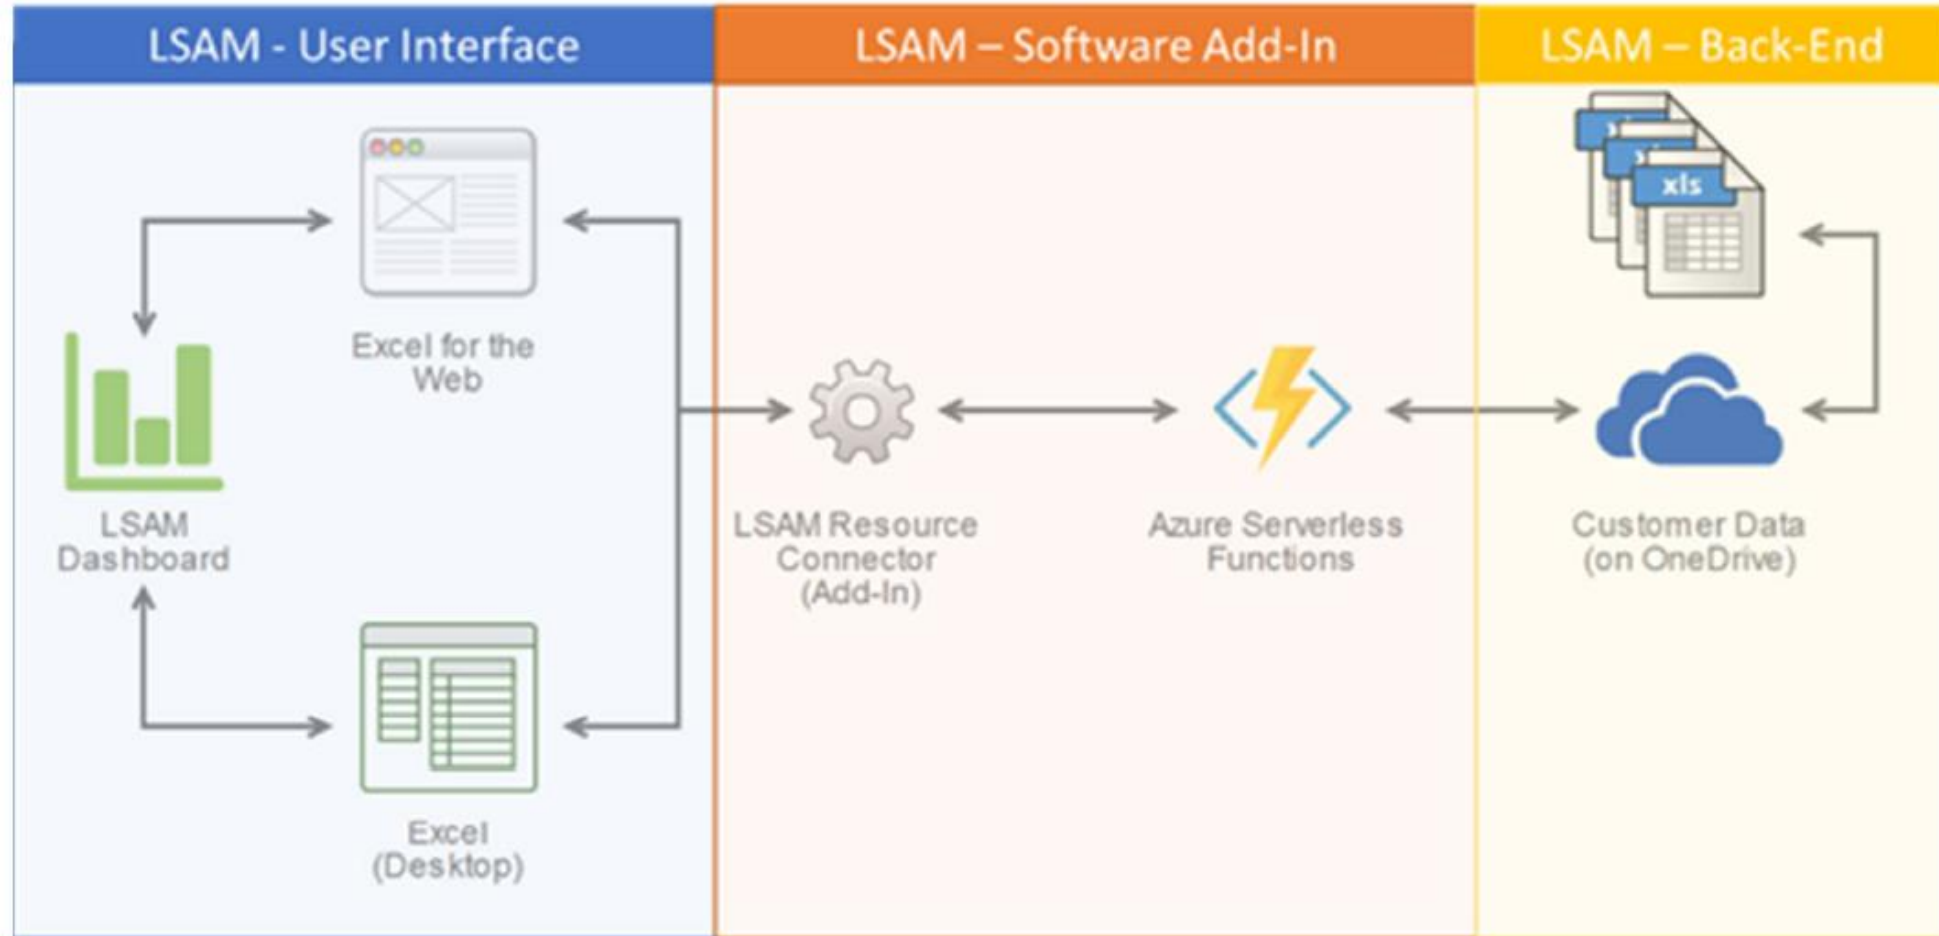 LSAM - User Interface
LSAM – Software Add-In
LSAM – Back-End
xls
Excel for the
Web
LSAM
Dashboard
LSAM Resource
Connector
(Add-In)
Azure Serverless
Functions
Customer Data
(on OneDrive)
Excel
(Desktop)